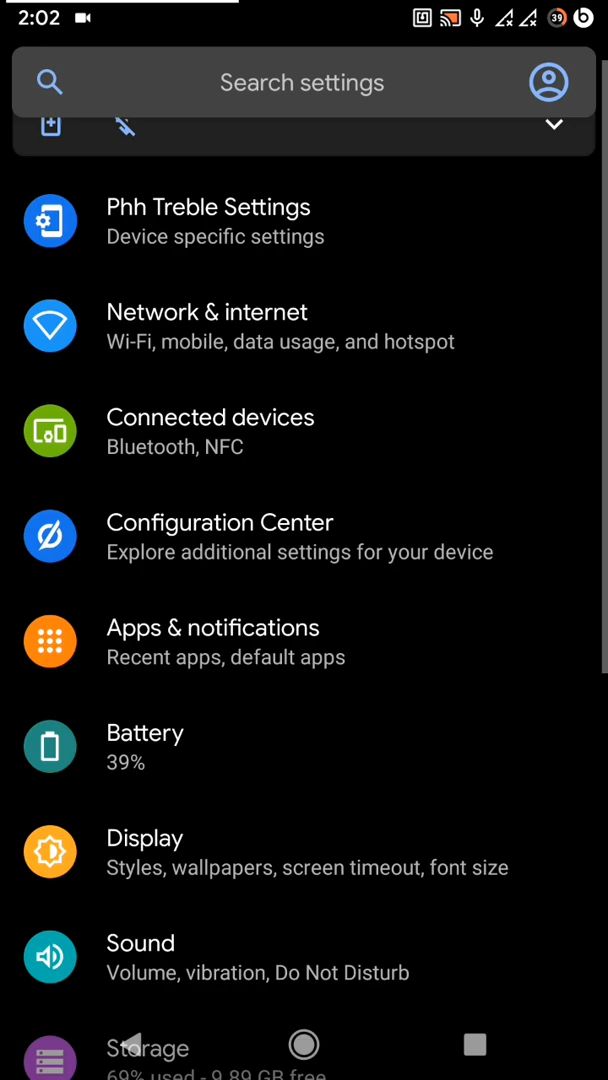 2:02
39
Search settings
Phh Treble Settings
Device specific settings
Network & internet
Wi-Fi, mobile, data usage, and hotspot
Connected devices
Bluetooth, NFC
Configuration Center
Explore additional settings for your device
Apps & notifications
Recent apps, default apps
Battery
39%
Display
Styles, wallpapers, screen timeout, font size
Sound
Volume, vibration, Do Not Disturb
Storage
69% used - 9.89 GB free